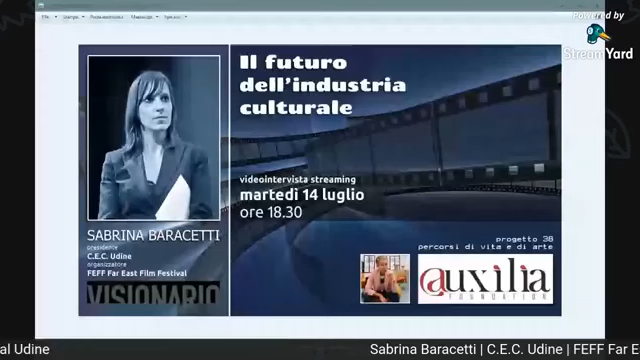 Powered by
StreamYard
Il futuro
dell'industria
culturale
videointervista streaming
martedì 14 luglio
ore 18.30
SABRINA BARACETTI
presidente
C.E.C. Udine
organizzatore
FEFF Far East Film Festival
VISIONARIO
progetto 38
percorsi di vita e di arte
auxilia
FOUNDATION
al Udine
Sabrina Baracetti | C.E.C. Udine | FEFF Far E